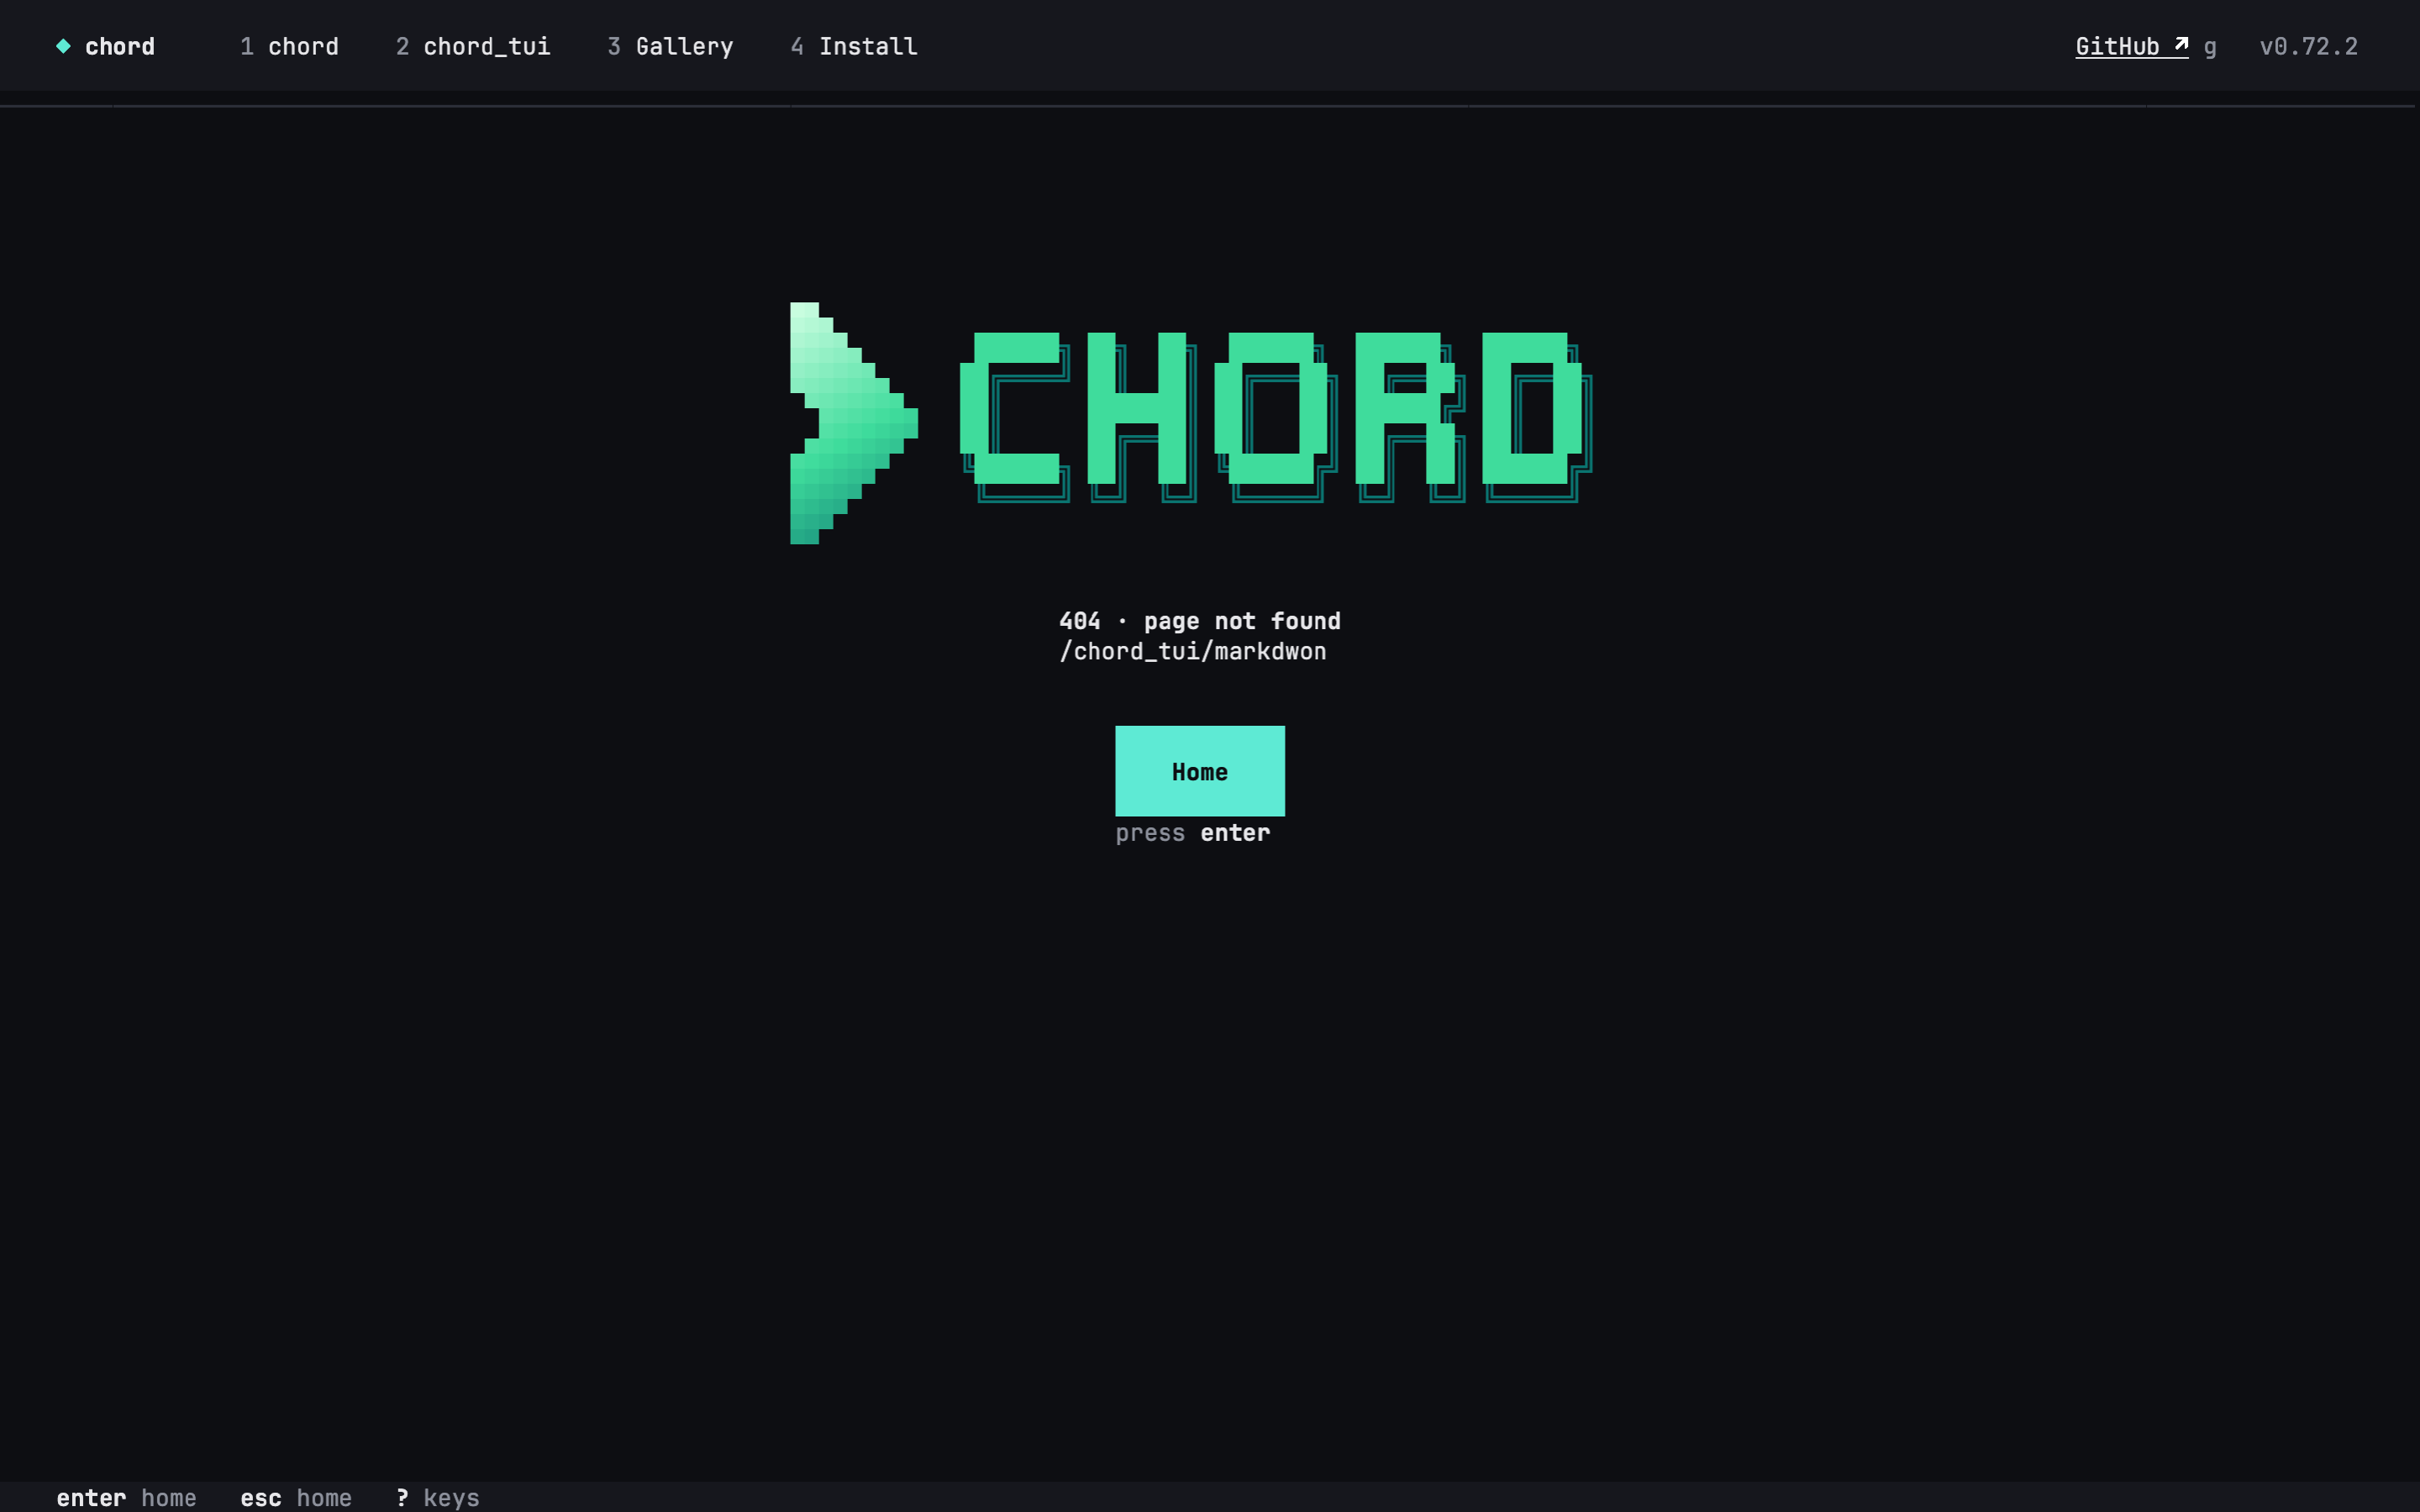 ◆ chord 1 chord 2 chord_tui 3 Gallery 4 Install GitHub ↗ g v0.72.2
CHORD
404 · page not found
/chord_tui/markdwon
Home
press enter
enter home esc home ? keys